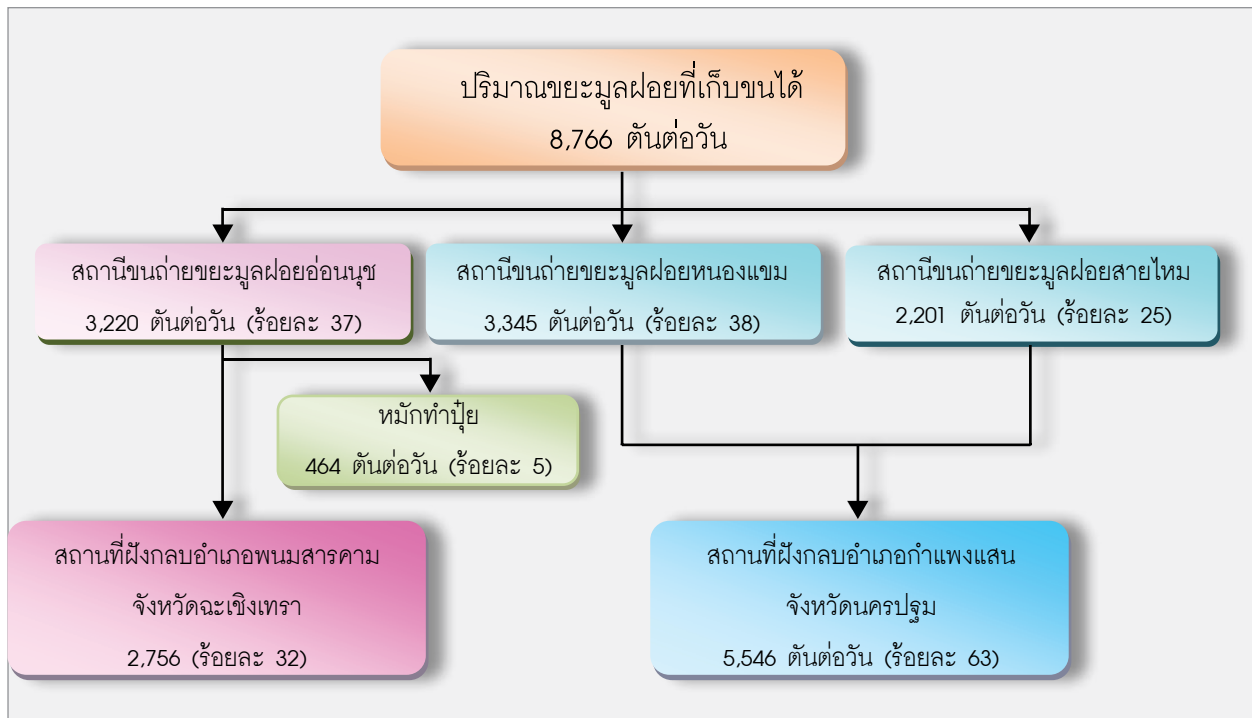 ปริมาณขยะมูลฝอยที่เก็บขนได้
8,766 ตันต่อวัน
สถานีขนถ่ายขยะมูลฝอยอ่อนนุช
3,220 ตันต่อวัน (ร้อยละ 37)
สถานีขนถ่ายขยะมูลฝอยหนองแขม
3,345 ตันต่อวัน (ร้อยละ 38)
สถานีขนถ่ายขยะมูลฝอยสายไหม
2,201 ตันต่อวัน (ร้อยละ 25)
หมักทำปุ๋ย
464 ตันต่อวัน (ร้อยละ 5)
สถานที่ฝังกลบอำเภอพนมสารคาม
จังหวัดฉะเชิงเทรา
2,756 (ร้อยละ 32)
สถานที่ฝังกลบอำเภอกำแพงแสน
จังหวัดนครปฐม
5,546 ตันต่อวัน (ร้อยละ 63)